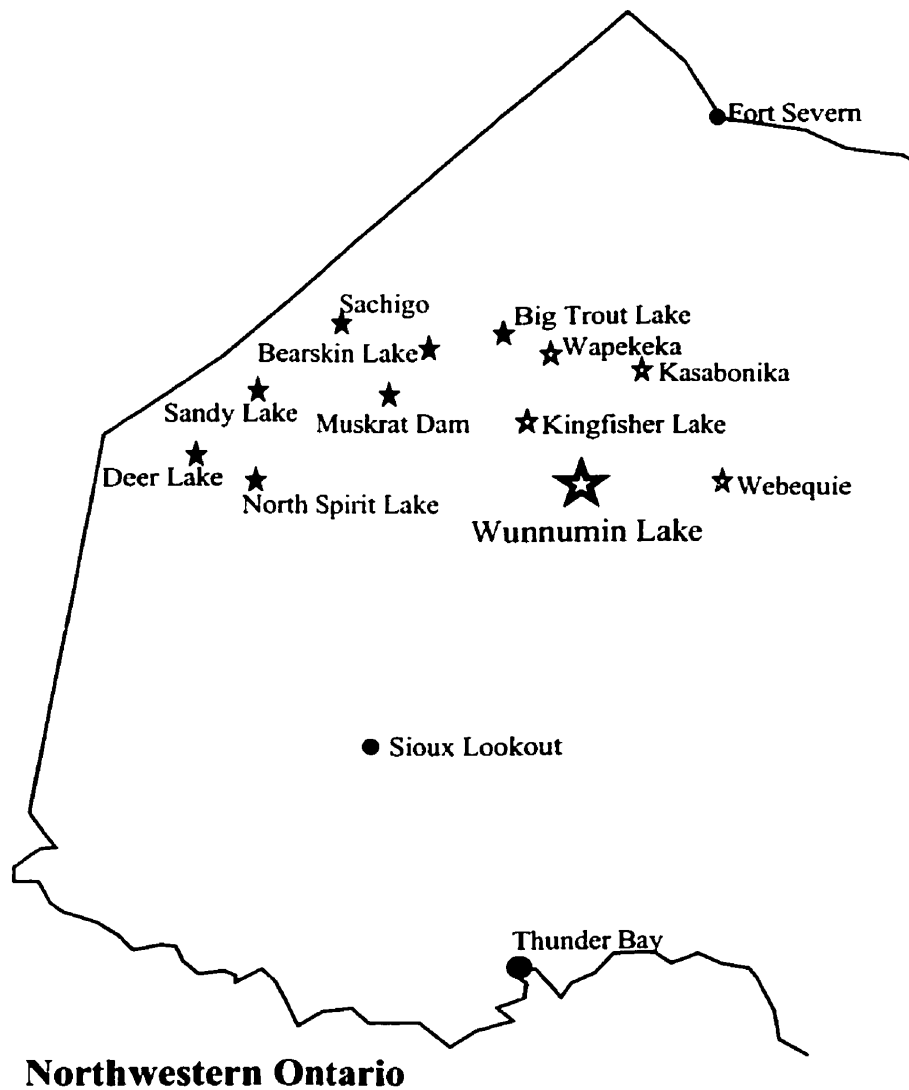 Fort Severn
Sachigo
Big Trout Lake
Bearskin Lake
Wapekeka
Kasabonika
Sandy Lake
Muskrat Dam
Kingfisher Lake
Deer Lake
North Spirit Lake
Webequie
Wunnumin Lake
Sioux Lookout
Thunder Bay
Northwestern Ontario